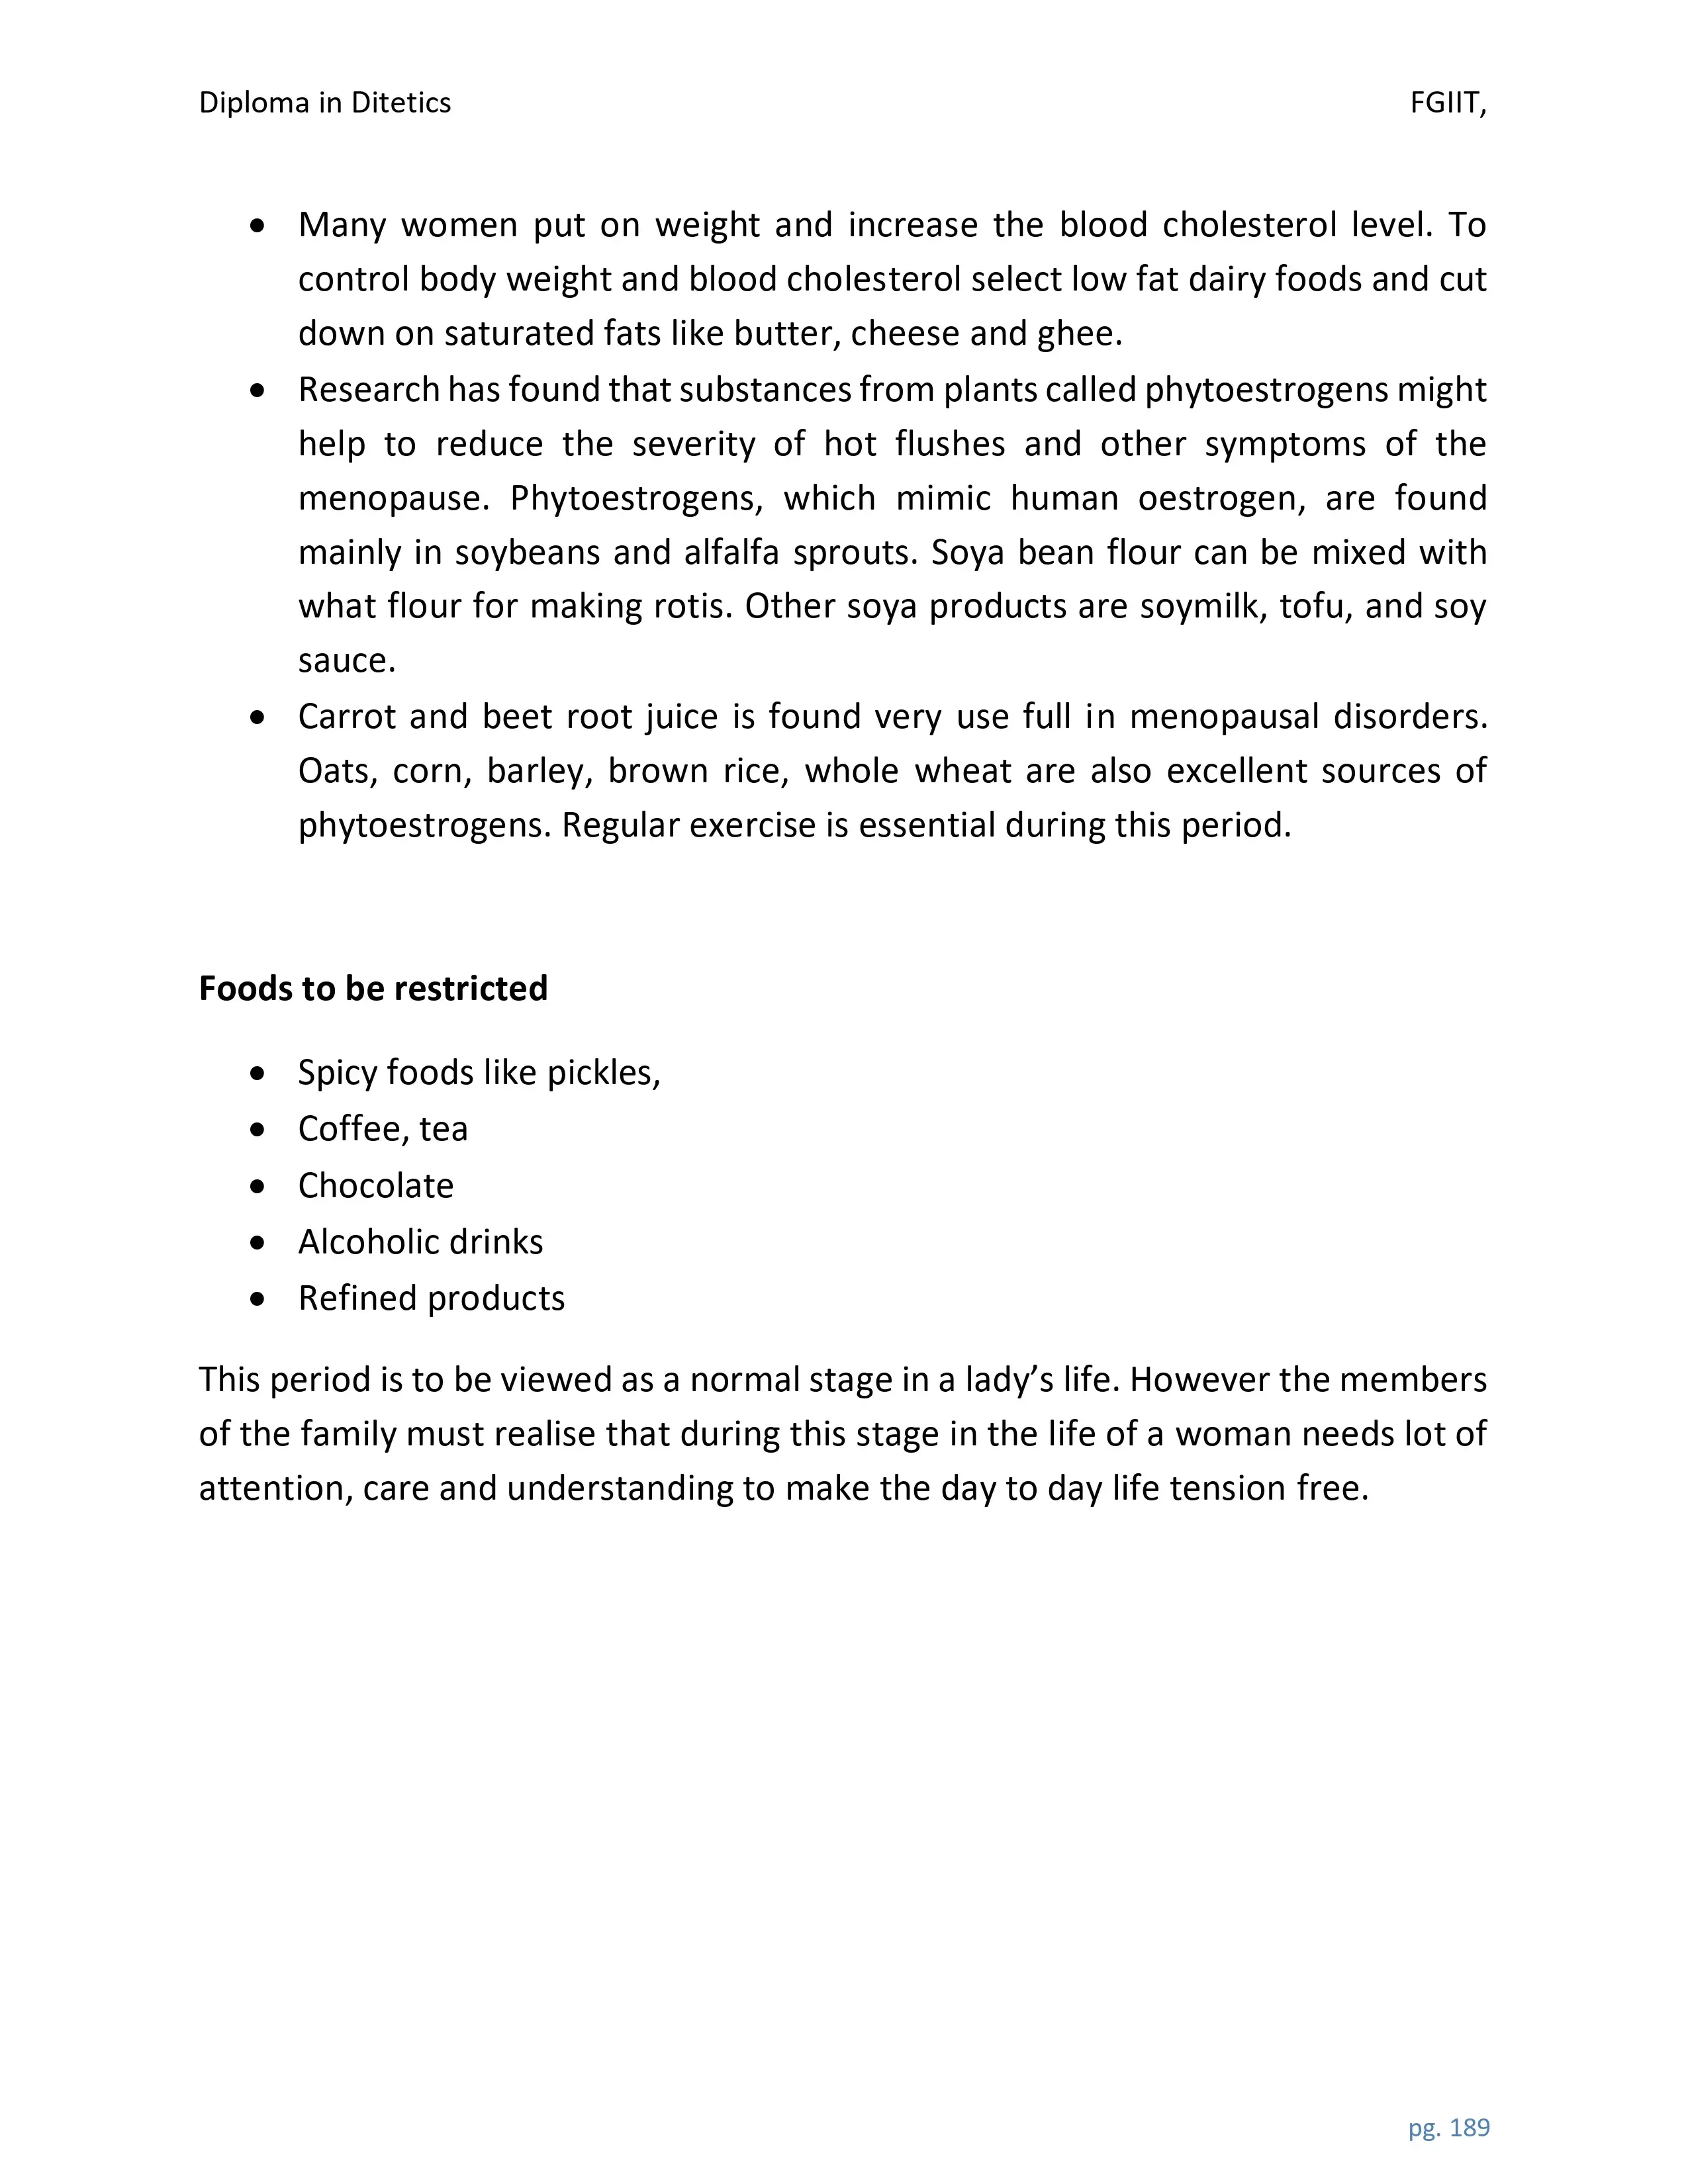 Diploma in Ditetics FGIIT,
• Many women put on weight and increase the blood cholesterol level. To
control body weight and blood cholesterol select low fat dairy foods and cut
down on saturated fats like butter, cheese and ghee.
• Research has found that substances from plants called phytoestrogens might
help to reduce the severity of hot flushes and other symptoms of the
menopause. Phytoestrogens, which mimic human oestrogen, are found
mainly in soybeans and alfalfa sprouts. Soya bean flour can be mixed with
what flour for making rotis. Other soya products are soymilk, tofu, and soy
sauce.
• Carrot and beet root juice is found very use full in menopausal disorders.
Oats, corn, barley, brown rice, whole wheat are also excellent sources of
phytoestrogens. Regular exercise is essential during this period.
Foods to be restricted
• Spicy foods like pickles,
• Coffee, tea
• Chocolate
• Alcoholic drinks
• Refined products
This period is to be viewed as a normal stage in a lady’s life. However the members
of the family must realise that during this stage in the life of a woman needs lot of
attention, care and understanding to make the day to day life tension free.
pg. 189